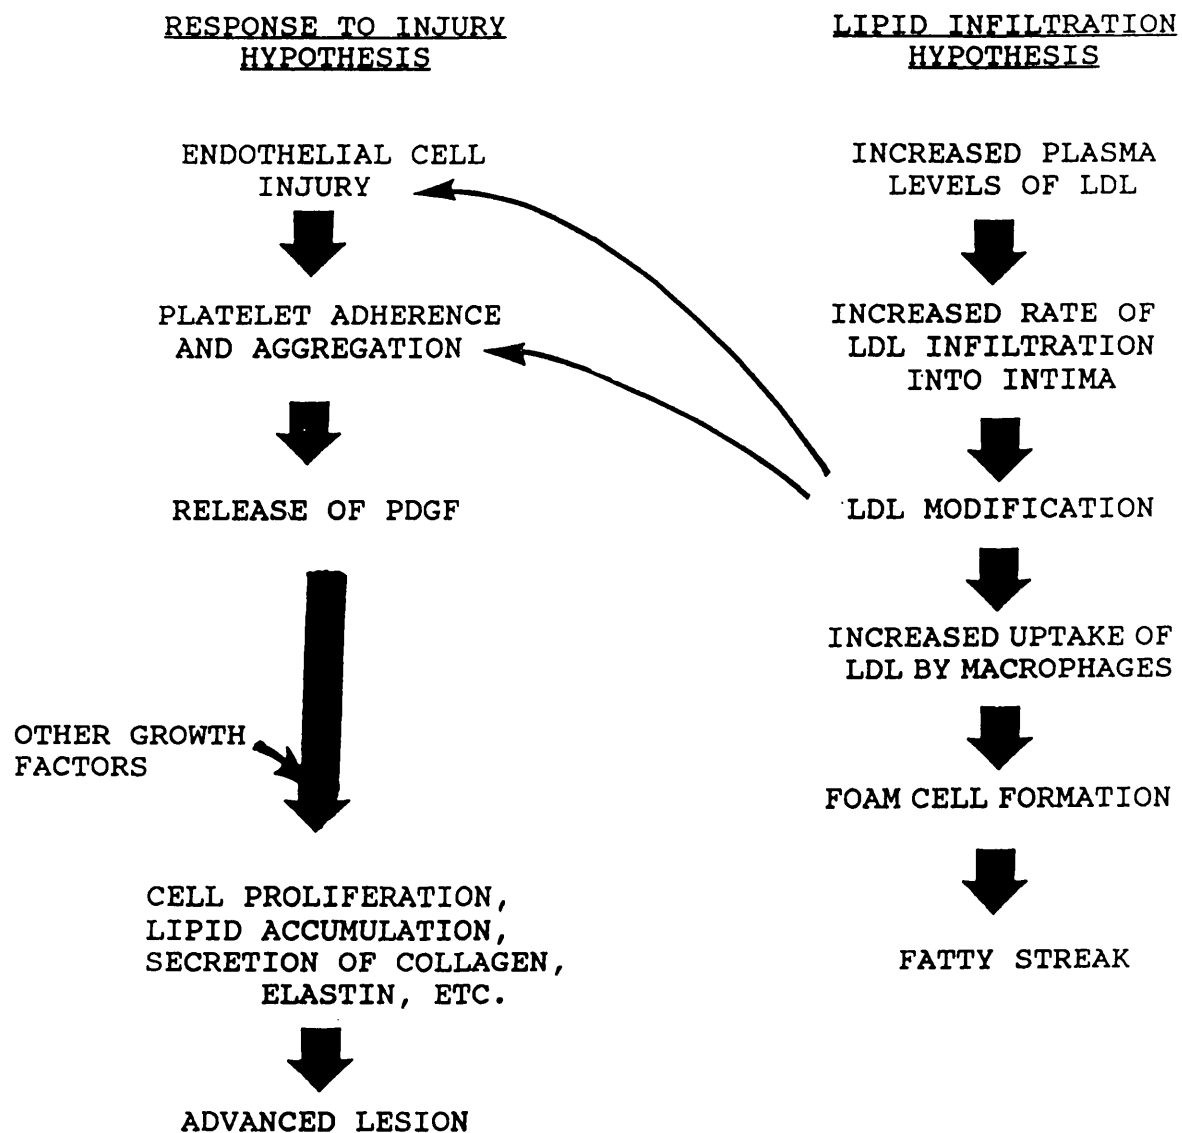 RESPONSE TO INJURY
HYPOTHESIS
ENDOTHELIAL CELL
INJURY
PLATELET ADHERENCE
AND AGGREGATION
RELEASE OF PDGF
OTHER GROWTH
FACTORS
CELL PROLIFERATION,
LIPID ACCUMULATION,
SECRETION OF COLLAGEN,
ELASTIN, ETC.
ADVANCED LESION
LIPID INFILTRATION
HYPOTHESIS
INCREASED PLASMA
LEVELS OF LDL
INCREASED RATE OF
LDL INFILTRATION
INTO INTIMA
LDL MODIFICATION
INCREASED UPTAKE OF
LDL BY MACROPHAGES
FOAM CELL FORMATION
FATTY STREAK